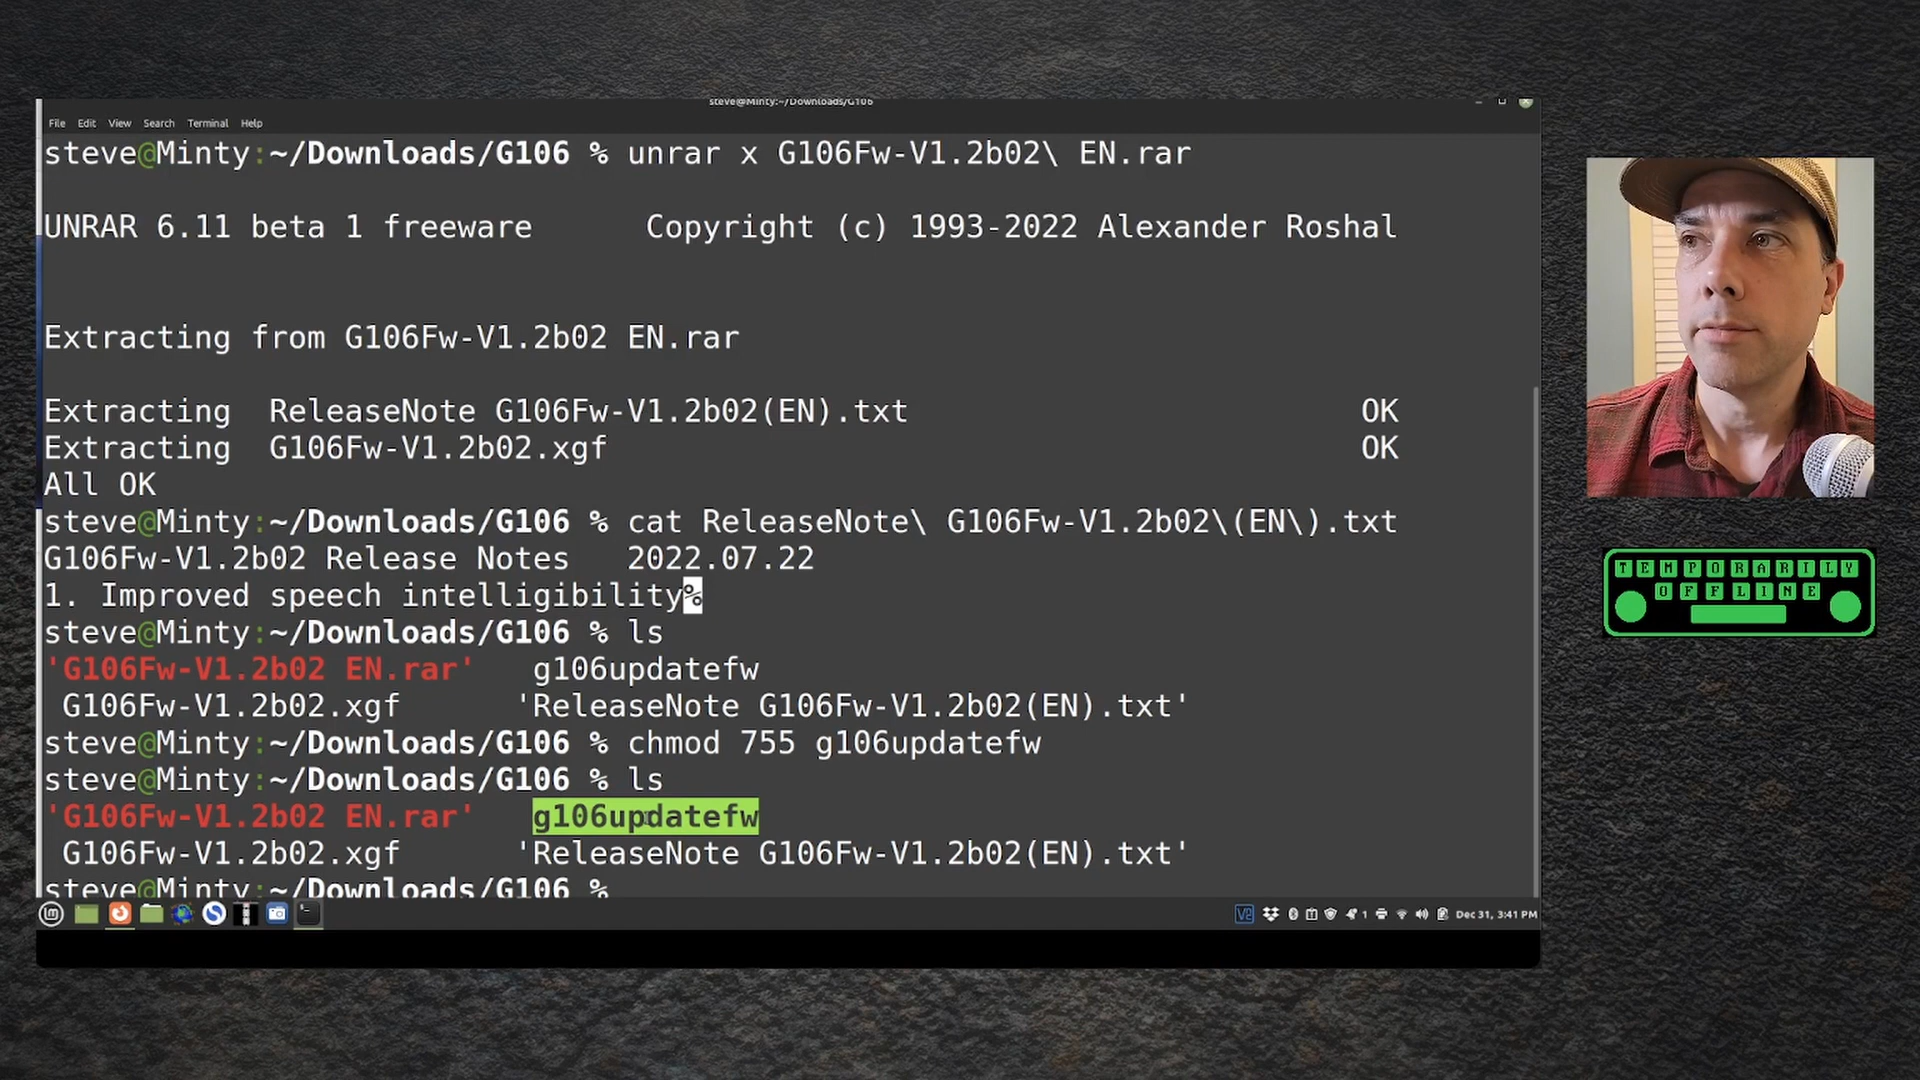 steve@Minty:~/Downloads/G106
File Edit View Search Terminal Help
steve@Minty:~/Downloads/G106 % unrar x G106Fw-V1.2b02\ EN.rar
UNRAR 6.11 beta 1 freeware      Copyright (c) 1993-2022 Alexander Roshal
Extracting from G106Fw-V1.2b02 EN.rar
Extracting  ReleaseNote G106Fw-V1.2b02(EN).txt                        OK
Extracting  G106Fw-V1.2b02.xgf                                        OK
All OK
steve@Minty:~/Downloads/G106 % cat ReleaseNote\ G106Fw-V1.2b02\(EN\).txt
G106Fw-V1.2b02 Release Notes   2022.07.22
1. Improved speech intelligibility%
steve@Minty:~/Downloads/G106 % ls
'G106Fw-V1.2b02 EN.rar'   g106updatefw
G106Fw-V1.2b02.xgf      'ReleaseNote G106Fw-V1.2b02(EN).txt'
steve@Minty:~/Downloads/G106 % chmod 755 g106updatefw
steve@Minty:~/Downloads/G106 % ls
'G106Fw-V1.2b02 EN.rar'   g106updatefw
G106Fw-V1.2b02.xgf      'ReleaseNote G106Fw-V1.2b02(EN).txt'
steve@Minty:~/Downloads/G106 %
1 Dec 31, 3:41 PM
TEMPORARILY
OFFLINE